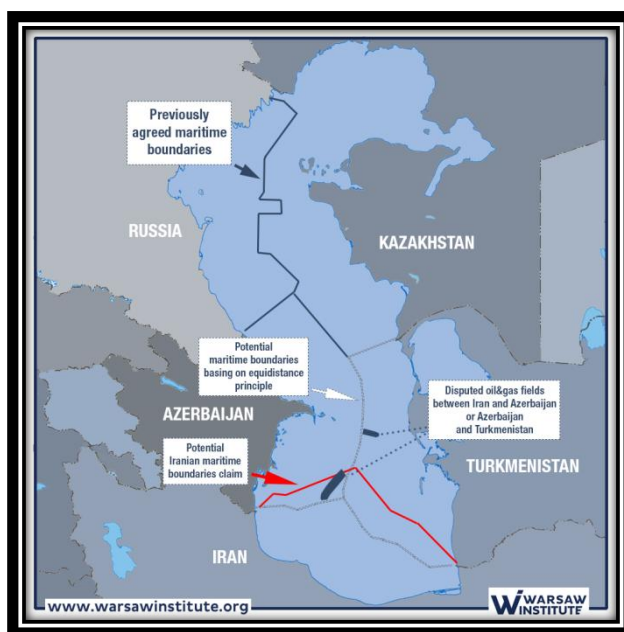 Previously
agreed maritime
boundaries
RUSSIA
KAZAKHSTAN
Potential
maritime boundaries
basing on equidistance
principle
Disputed oil&gas fields
between Iran and Azerbaijan
or Azerbaijan
and Turkmenistan
AZERBAIJAN
Potential
Iranian maritime
boundaries claim
TURKMENISTAN
IRAN
www.warsawinstitute.org
WI WARSAW
INSTITUTE